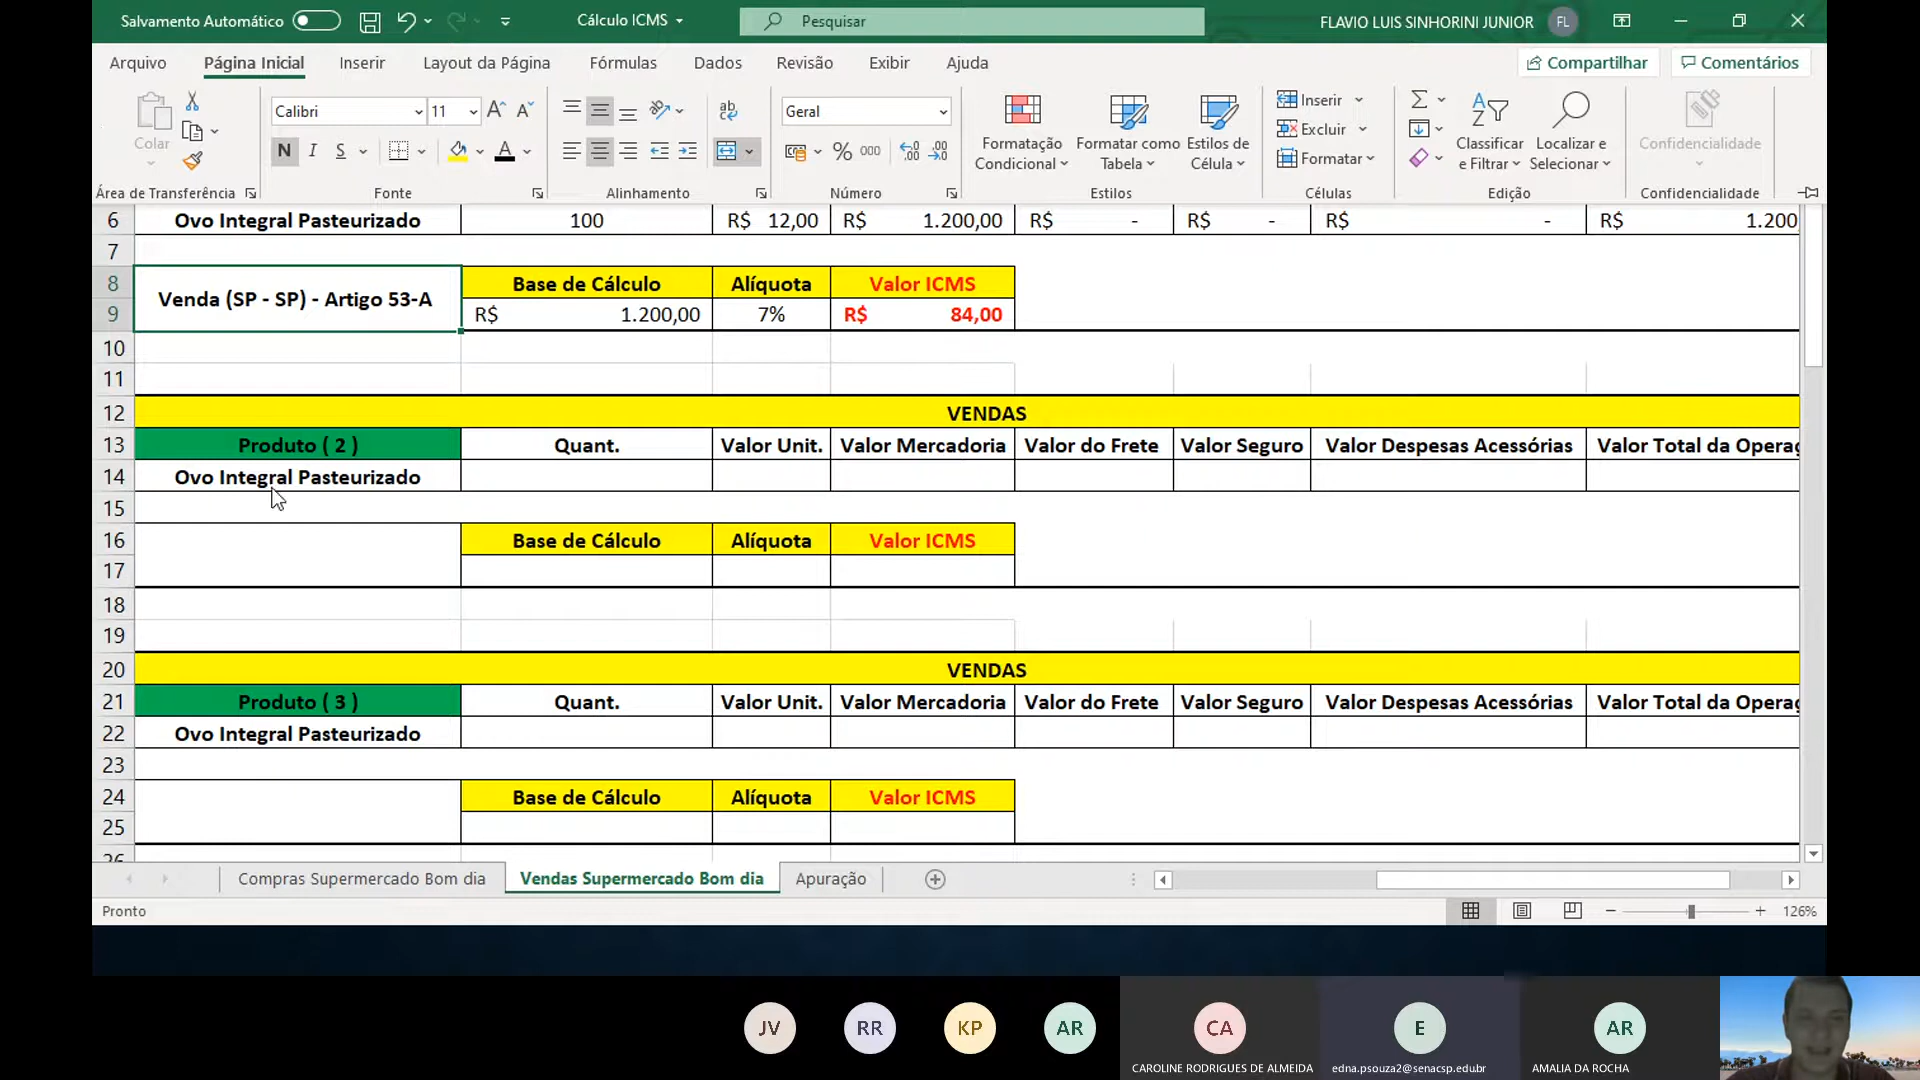 Salvamento Automático
Cálculo ICMS
Pesquisar
FLAVIO LUIS SINHORINI JUNIOR
FL
Arquivo
Página Inicial
Inserir
Layout da Página
Fórmulas
Dados
Revisão
Exibir
Ajuda
Compartilhar
Comentários
Colar
Calibri
11
N I S
Geral
% 000
Formatação Condicional
Formatar como Tabela
Estilos de Célula
Inserir
Excluir
Formatar
Classificar e Filtrar
Localizar e Selecionar
Confidencialidade
Área de Transferência
Fonte
Alinhamento
Número
Estilos
Células
Edição
Confidencialidade
6 Ovo Integral Pasteurizado 100 R$ 12,00 R$ 1.200,00 R$ - R$ - R$ - R$ 1.200
7
8 Venda (SP - SP) - Artigo 53-A Base de Cálculo Alíquota Valor ICMS
9 R$ 1.200,00 7% R$ 84,00
10
11
12 VENDAS
13 Produto ( 2 ) Quant. Valor Unit. Valor Mercadoria Valor do Frete Valor Seguro Valor Despesas Acessórias Valor Total da Operaç
14 Ovo Integral Pasteurizado
15
16 Base de Cálculo Alíquota Valor ICMS
17
18
19
20 VENDAS
21 Produto ( 3 ) Quant. Valor Unit. Valor Mercadoria Valor do Frete Valor Seguro Valor Despesas Acessórias Valor Total da Operaç
22 Ovo Integral Pasteurizado
23
24 Base de Cálculo Alíquota Valor ICMS
25
26
Compras Supermercado Bom dia
Vendas Supermercado Bom dia
Apuração
Pronto
126%
JV
RR
KP
AR
CA
E
AR
CAROLINE RODRIGUES DE ALMEIDA
edna.psouza2@senacsp.edu.br
AMALIA DA ROCHA